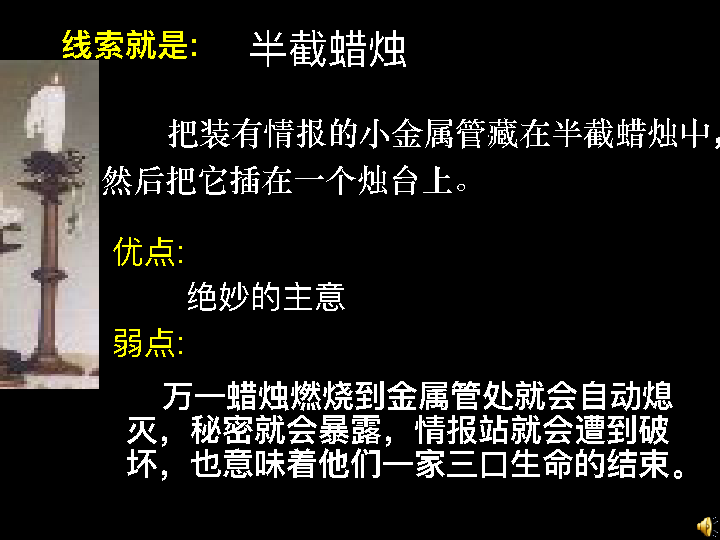 线索就是: 半截蜡烛
把装有情报的小金属管藏在半截蜡烛中,
然后把它插在一个烛台上。
优点:
绝妙的主意
弱点:
万一蜡烛燃烧到金属管处就会自动熄
灭，秘密就会暴露，情报站就会遭到破
坏，也意味着他们一家三口生命的结束。